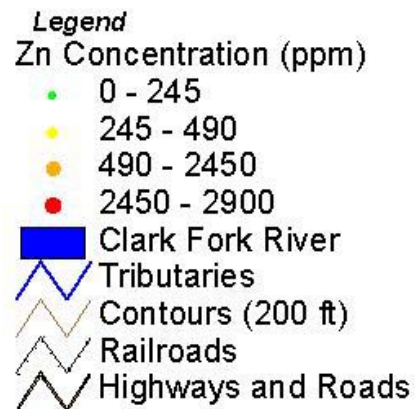 Legend
Zn Concentration (ppm)
0 - 245
245 - 490
490 - 2450
2450 - 2900
Clark Fork River
Tributaries
Contours (200 ft)
Railroads
Highways and Roads